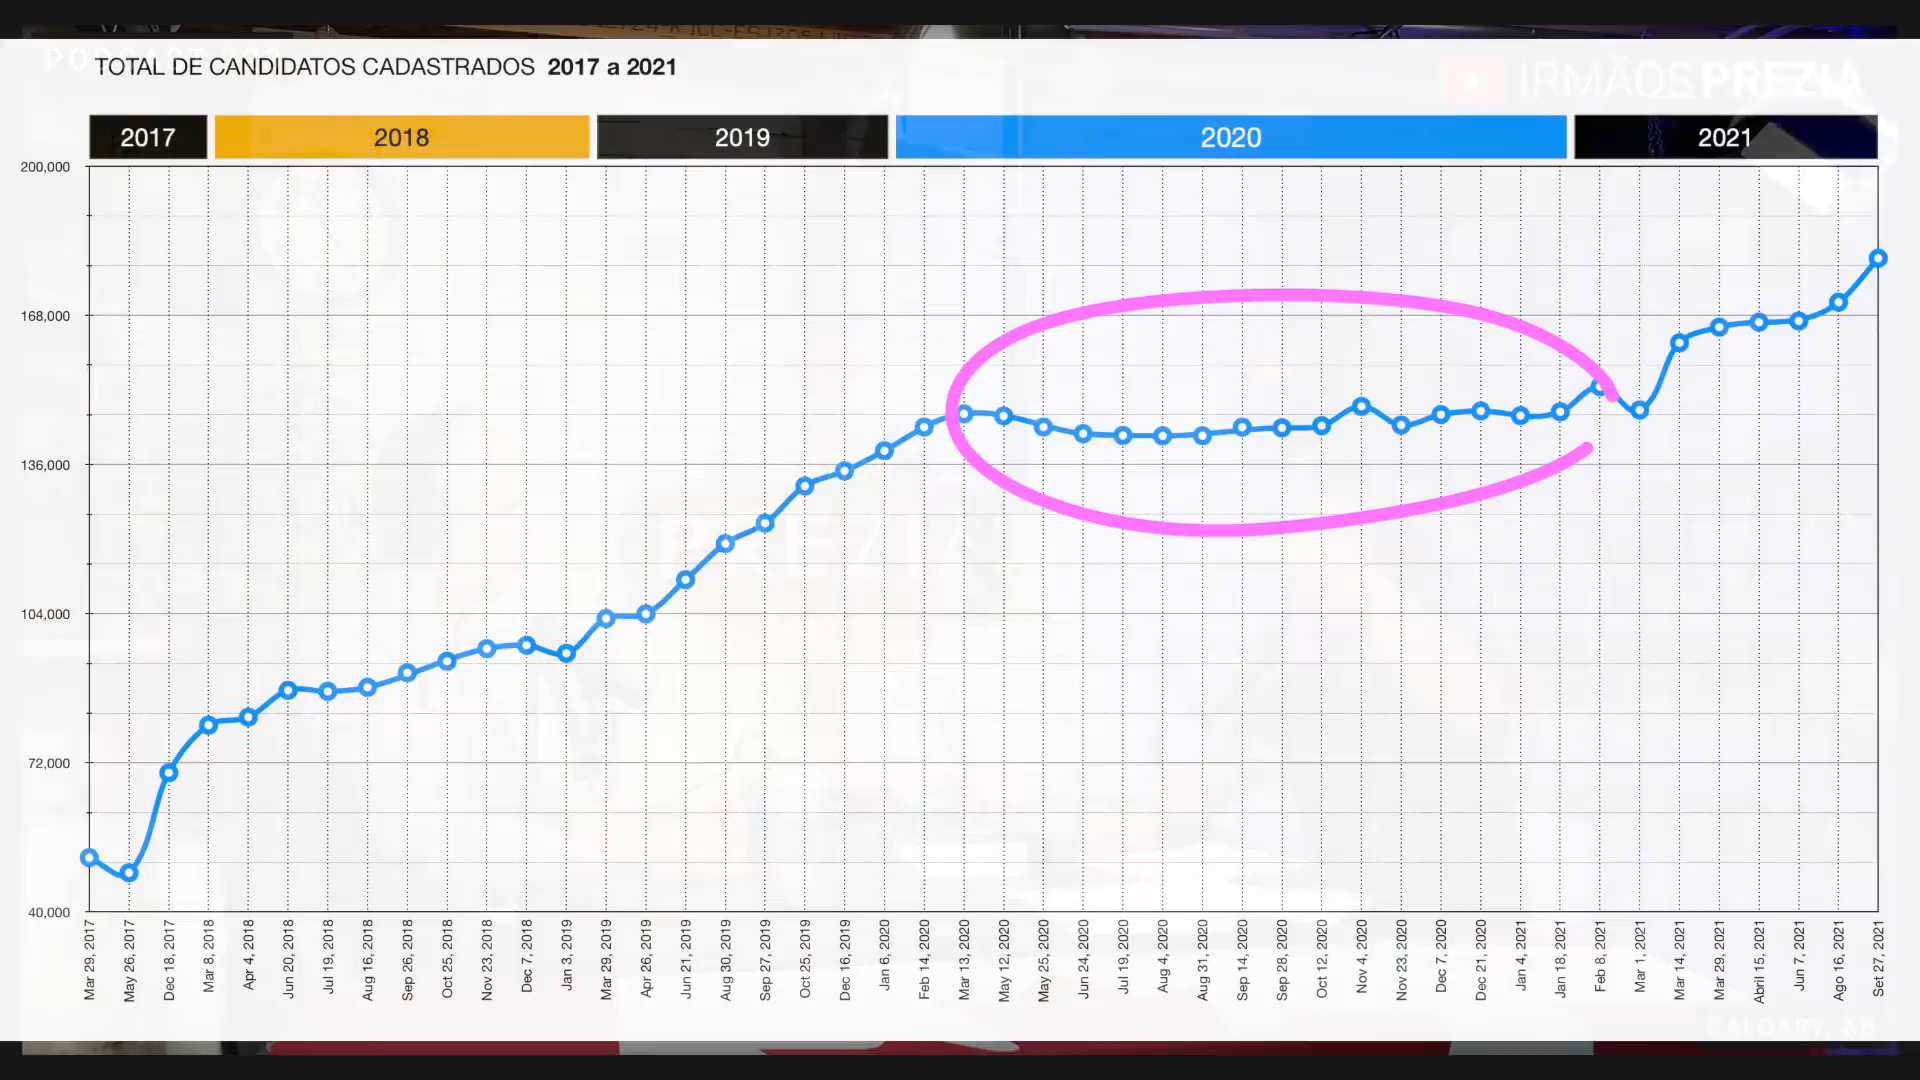 PODCAST
TOTAL DE CANDIDATOS CADASTRADOS 2017 a 2021
IRMÃOS PREZIA
2017
2018
2019
2020
2021
200,000
168,000
136,000
104,000
72,000
40,000
PREZIA
Mar 29, 2017
May 26, 2017
Dec 18, 2017
Mar 8, 2018
Apr 4, 2018
Jun 20, 2018
Jul 19, 2018
Aug 16, 2018
Sep 26, 2018
Oct 25, 2018
Nov 23, 2018
Dec 7, 2018
Jan 3, 2019
Mar 29, 2019
Apr 26, 2019
Jun 21, 2019
Aug 30, 2019
Sep 27, 2019
Oct 25, 2019
Dec 16, 2019
Jan 6, 2020
Feb 14, 2020
Mar 13, 2020
May 12, 2020
May 25, 2020
Jun 24, 2020
Jul 19, 2020
Aug 4, 2020
Aug 31, 2020
Sep 14, 2020
Sep 28, 2020
Oct 12, 2020
Nov 4, 2020
Nov 23, 2020
Dec 7, 2020
Dec 21, 2020
Jan 4, 2021
Jan 18, 2021
Feb 8, 2021
Mar 1, 2021
Mar 14, 2021
Mar 29, 2021
Abril 15, 2021
Jun 7, 2021
Ago 16, 2021
Set 27, 2021
CALGARY, AB